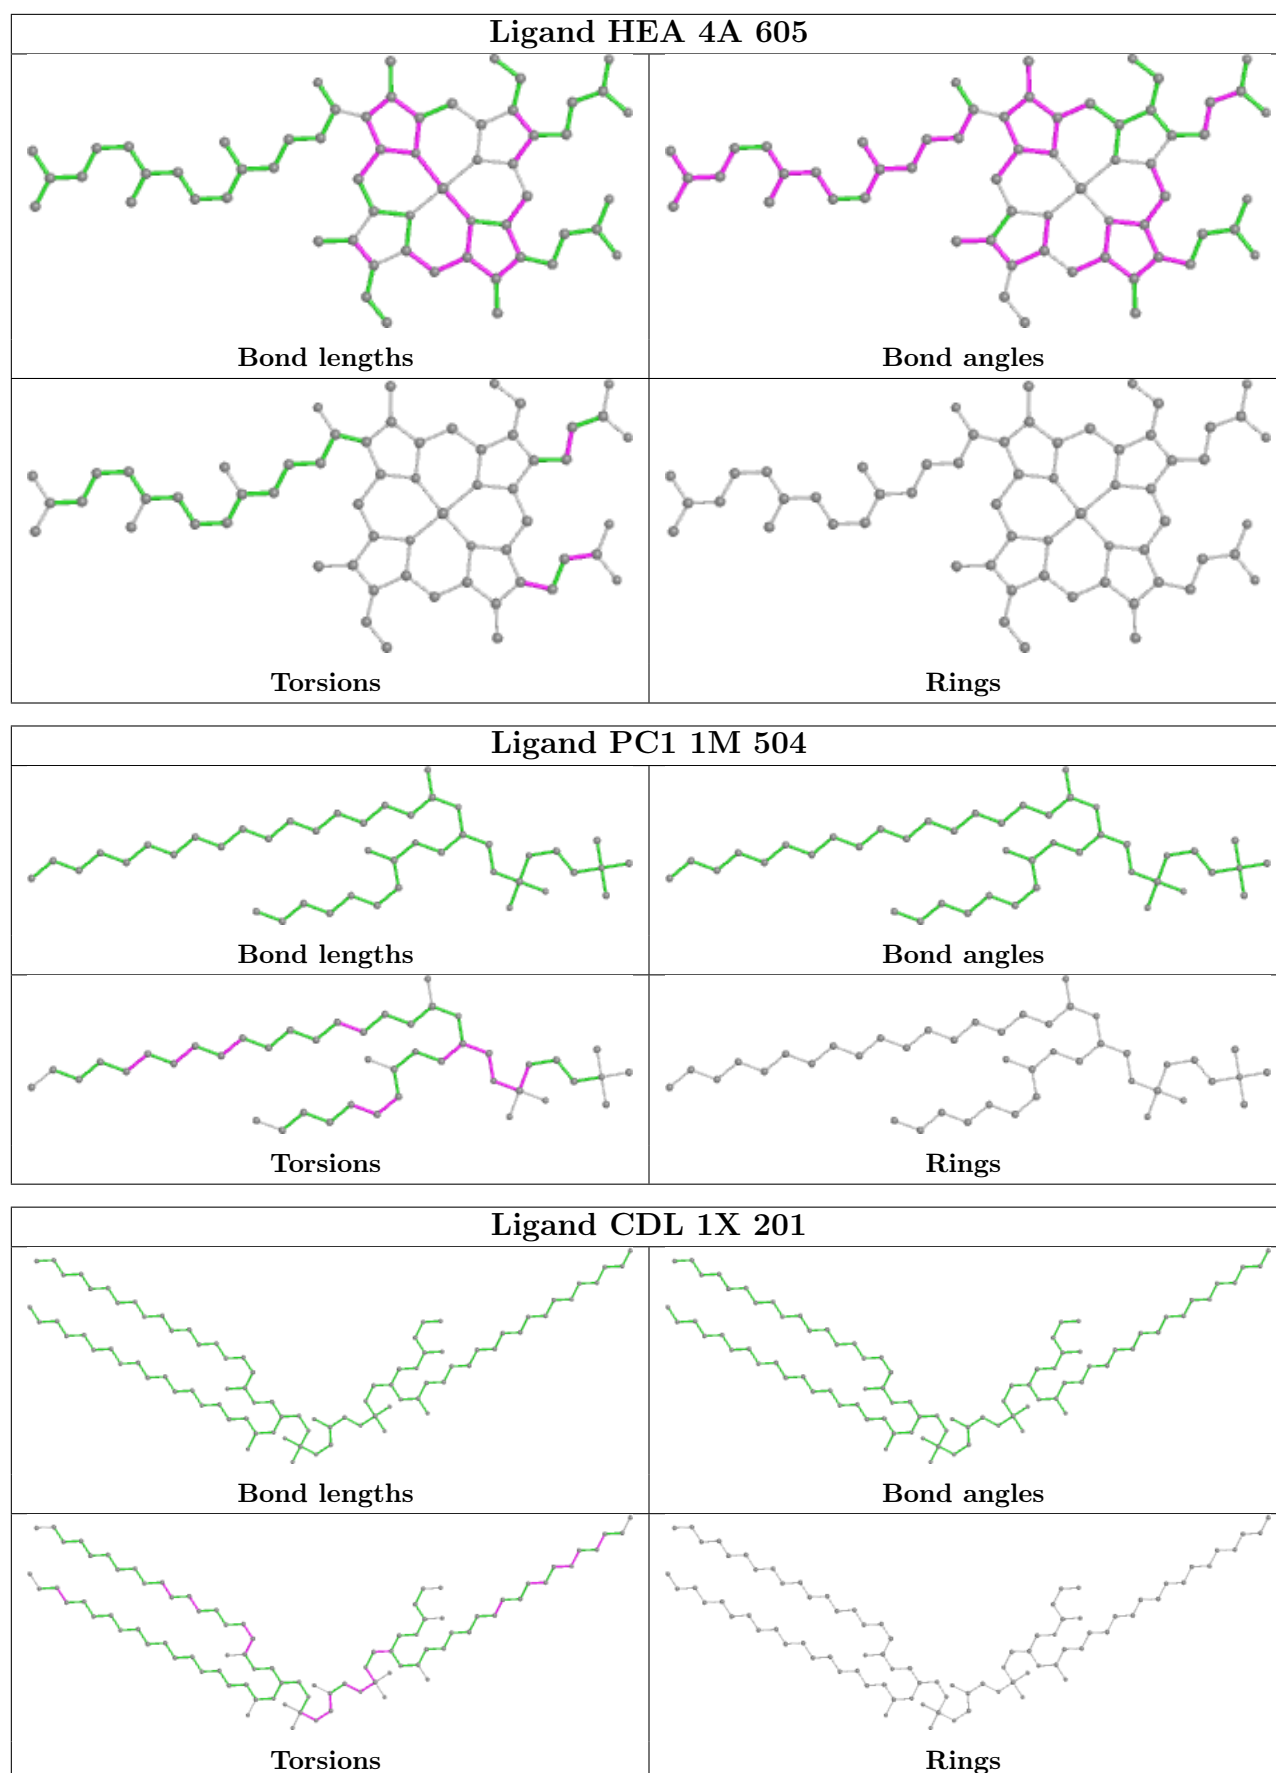 Ligand HEA 4A 605
Bond lengths
Bond angles
Torsions
Rings
Ligand PC1 1M 504
Bond lengths
Bond angles
Torsions
Rings
Ligand CDL 1X 201
Bond lengths
Bond angles
Torsions
Rings